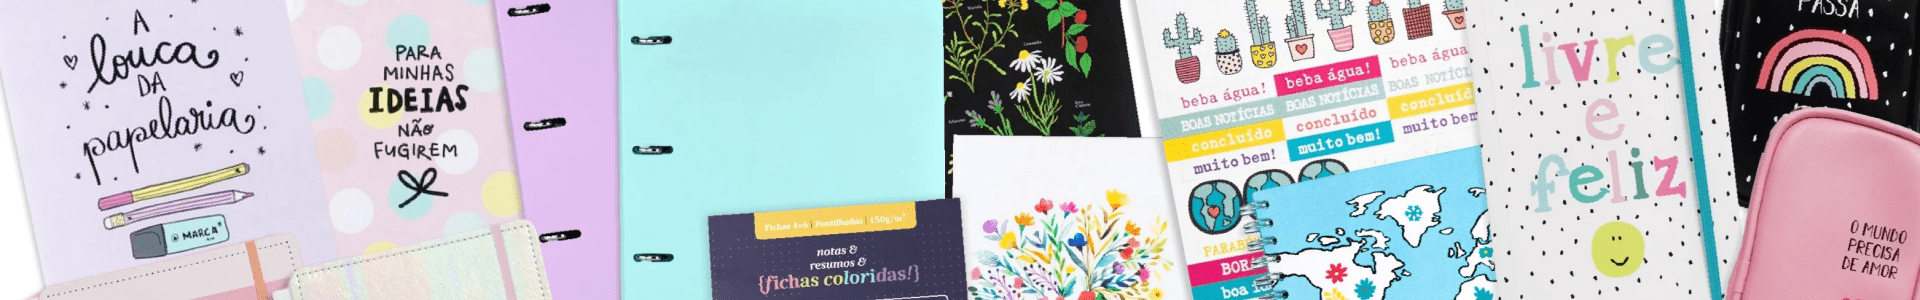 A
louca
DA
papelaria
MARCA
PARA
MINHAS
IDEIAS
NÃO
FUGIREM
Fichas 4x6 | Pontilhadas | 150g/m²
notas &
resumos &
{fichas coloridas!}
beba água!
beba água!
beba água!
BOAS NOTÍCIAS
BOAS NOTÍCIAS
BOAS NOTÍC
concluído
concluído
concluíd
muito bem!
muito bem!
muito bem
PARAB
BOR
boa
livre
e
feliz
PASSA
O MUNDO
PRECISA
DE AMOR